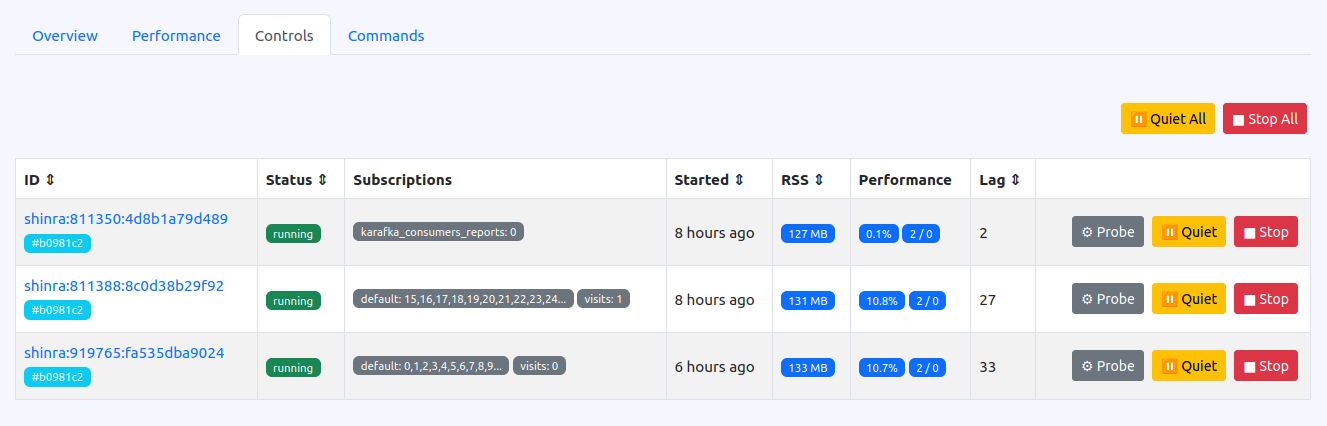 Overview Performance Controls Commands
Quiet All Stop All
ID ⇕ Status ⇕ Subscriptions Started ⇕ RSS ⇕ Performance Lag ⇕
shinra:811350:4d8b1a79d489
#b0981c2 running karafka_consumers_reports: 0 8 hours ago 127 MB 0.1% 2 / 0 2 Probe Quiet Stop
shinra:811388:8c0d38b29f92
#b0981c2 running default: 15,16,17,18,19,20,21,22,23,24... visits: 1 8 hours ago 131 MB 10.8% 2 / 0 27 Probe Quiet Stop
shinra:919765:fa535dba9024
#b0981c2 running default: 0,1,2,3,4,5,6,7,8,9... visits: 0 6 hours ago 133 MB 10.7% 2 / 0 33 Probe Quiet Stop